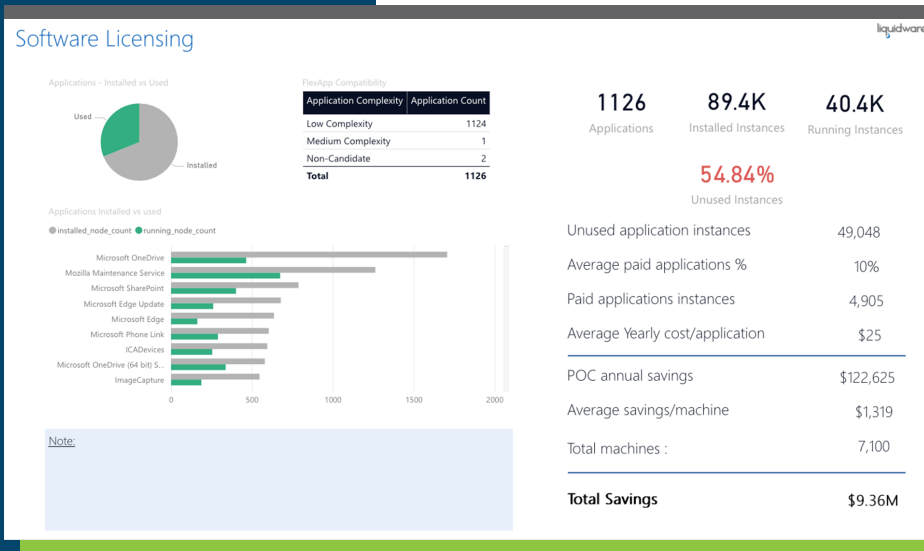 Software Licensing
liquidware
Applications - Installed vs Used
Used
Installed
FlexApp Compatibility
Application Complexity Application Count
Low Complexity 1124
Medium Complexity 1
Non-Candidate 2
Total 1126
1126
Applications
89.4K
Installed Instances
40.4K
Running Instances
54.84%
Unused Instances
Applications Installed vs used
installed_node_count running_node_count
Microsoft OneDrive
Mozilla Maintenance Service
Microsoft SharePoint
Microsoft Edge Update
Microsoft Edge
Microsoft Phone Link
ICADevices
Microsoft OneDrive (64 bit) S...
ImageCapture
0 500 1000 1500 2000
Note:
Unused application instances 49,048
Average paid applications % 10%
Paid applications instances 4,905
Average Yearly cost/application $25
POC annual savings $122,625
Average savings/machine $1,319
Total machines : 7,100
Total Savings $9.36M